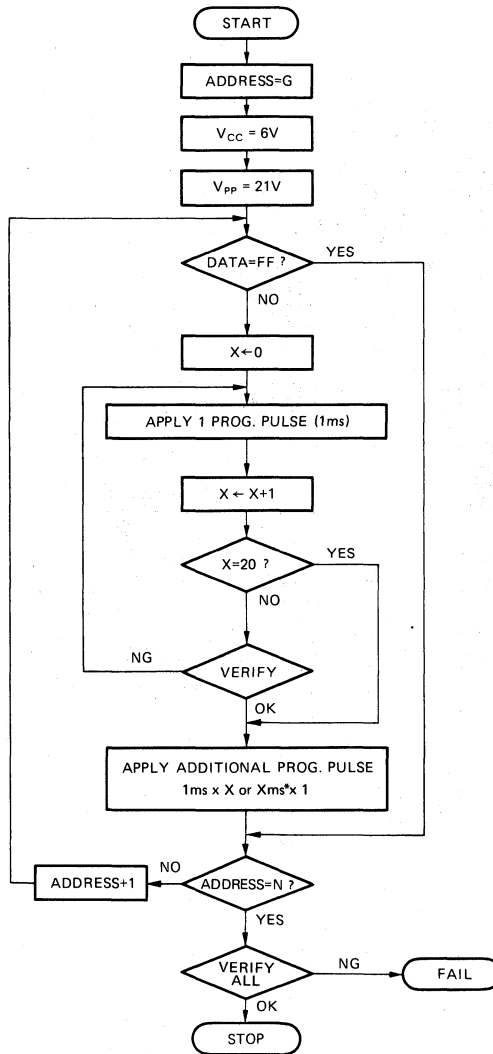 START
ADDRESS=G
VCC = 6V
VPP = 21V
DATA=FF ?
YES
NO
X←0
APPLY 1 PROG. PULSE (1ms)
X ← X+1
X=20 ?
YES
NO
NG
VERIFY
OK
APPLY ADDITIONAL PROG. PULSE
1ms x X or Xms*x 1
ADDRESS+1
NO
ADDRESS=N ?
YES
VERIFY
ALL
NG
FAIL
OK
STOP